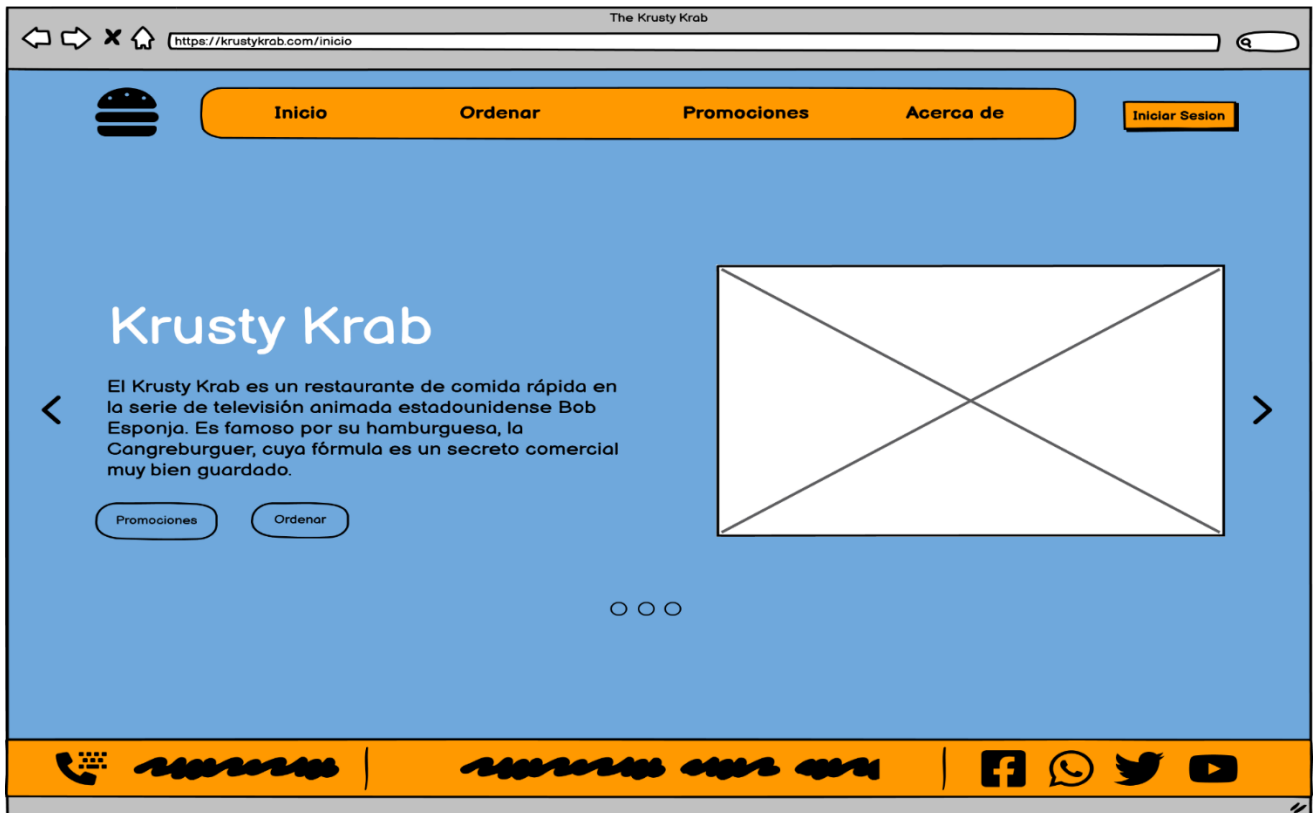 The Krusty Krab
https://krustykrab.com/inicio
Inicio
Ordenar
Promociones
Acerca de
Iniciar Sesion
Krusty Krab
El Krusty Krab es un restaurante de comida rápida en
la serie de televisión animada estadounidense Bob
Esponja. Es famoso por su hamburguesa, la
Cangreburguer, cuya fórmula es un secreto comercial
muy bien guardado.
Promociones
Ordenar